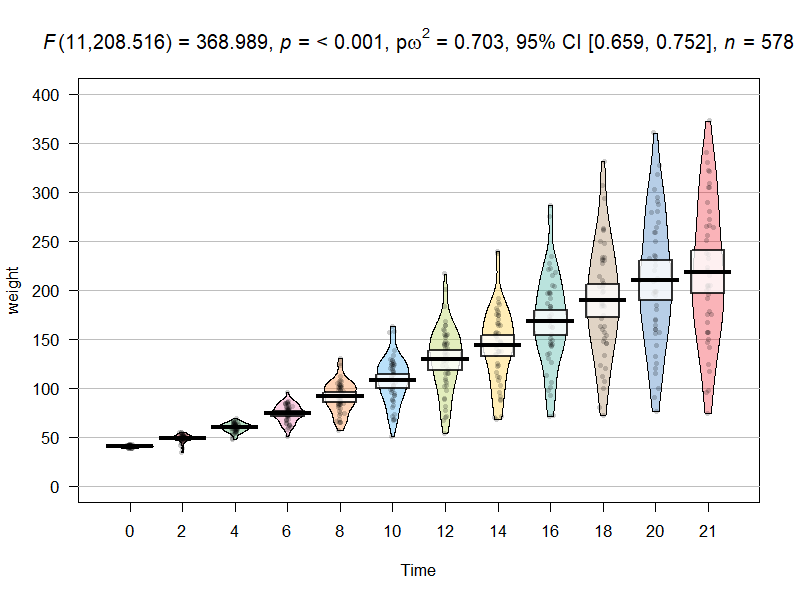 F(11,208.516) = 368.989, p = < 0.001, pω² = 0.703, 95% CI [0.659, 0.752], n = 578
400
350
300
250
200
150
100
50
0
weight
0 2 4 6 8 10 12 14 16 18 20 21
Time